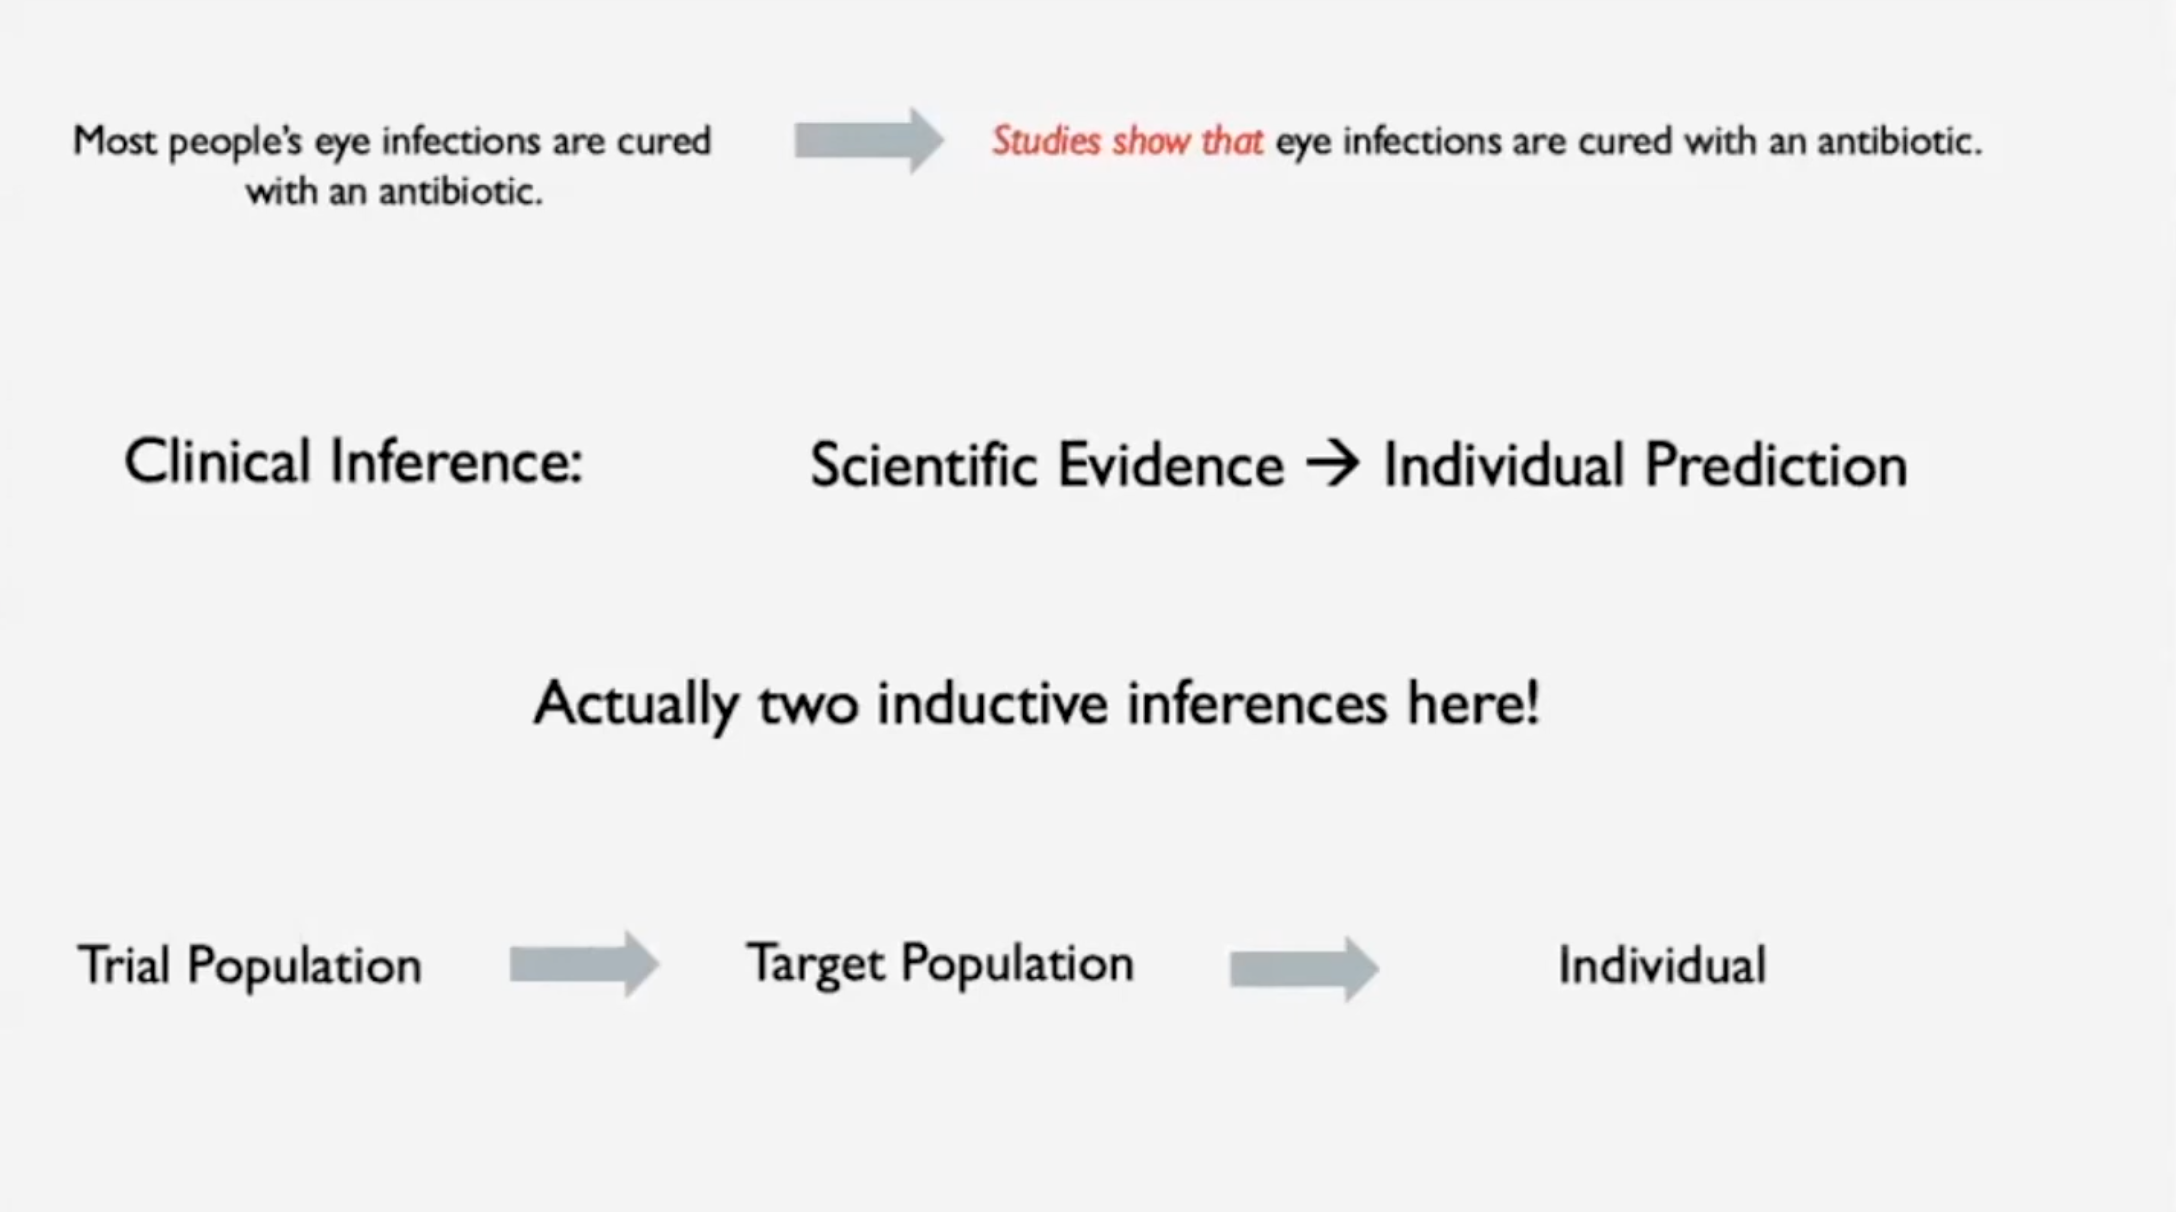 Most people's eye infections are cured
with an antibiotic.
Studies show that eye infections are cured with an antibiotic.
Clinical Inference:
Scientific Evidence → Individual Prediction
Actually two inductive inferences here!
Trial Population
Target Population
Individual